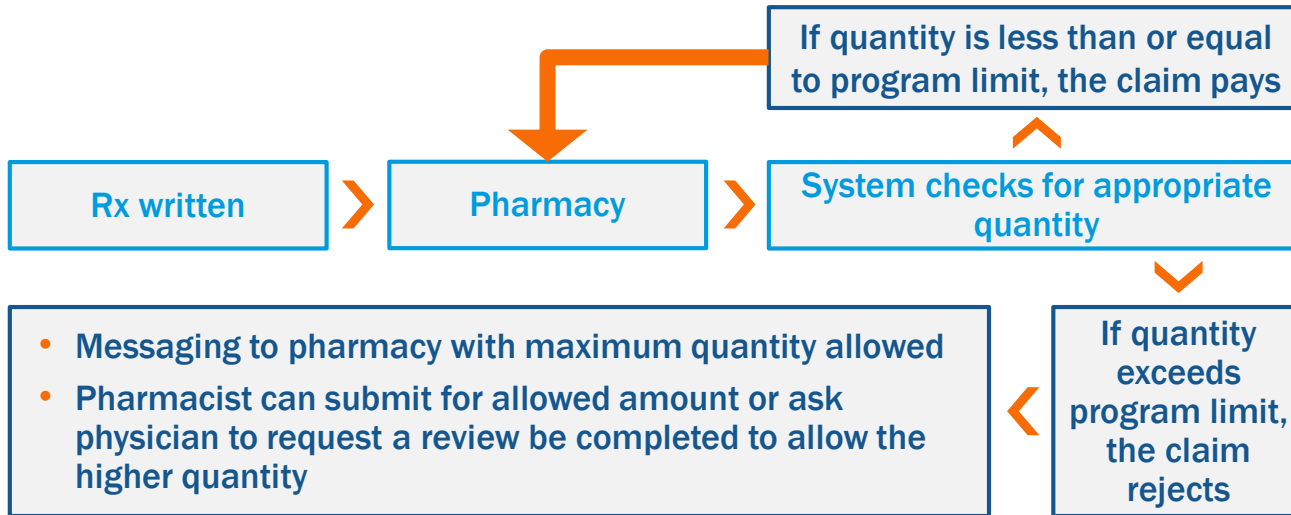 If quantity is less than or equal
to program limit, the claim pays
Rx written
Pharmacy
System checks for appropriate
quantity
• Messaging to pharmacy with maximum quantity allowed
• Pharmacist can submit for allowed amount or ask
physician to request a review be completed to allow the
higher quantity
If quantity
exceeds
program limit,
the claim
rejects